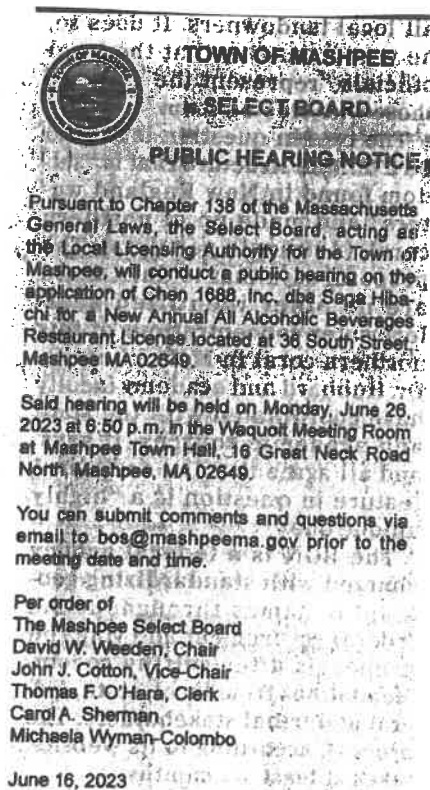 TOWN OF MASHPEE
SELECT BOARD
PUBLIC HEARING NOTICE
Pursuant to Chapter 138 of the Massachusetts
General Laws, the Select Board, acting as
the Local Licensing Authority for the Town of
Mashpee, will conduct a public hearing on the
application of Chen 1688, Inc. dba Saga Hiba-
chi for a New Annual All Alcoholic Beverages
Restaurant License located at 36 South Street,
Mashpee MA 02649.
Said hearing will be held on Monday, June 26,
2023 at 6:50 p.m. in the Waquoit Meeting Room
at Mashpee Town Hall, 16 Great Neck Road
North, Mashpee, MA 02649.
You can submit comments and questions via
email to bos@mashpeema.gov prior to the
meeting date and time.
Per order of
The Mashpee Select Board
David W. Weeden, Chair
John J. Cotton, Vice-Chair
Thomas F. O'Hara, Clerk
Carol A. Sherman
Michaela Wyman-Colombo
June 16, 2023